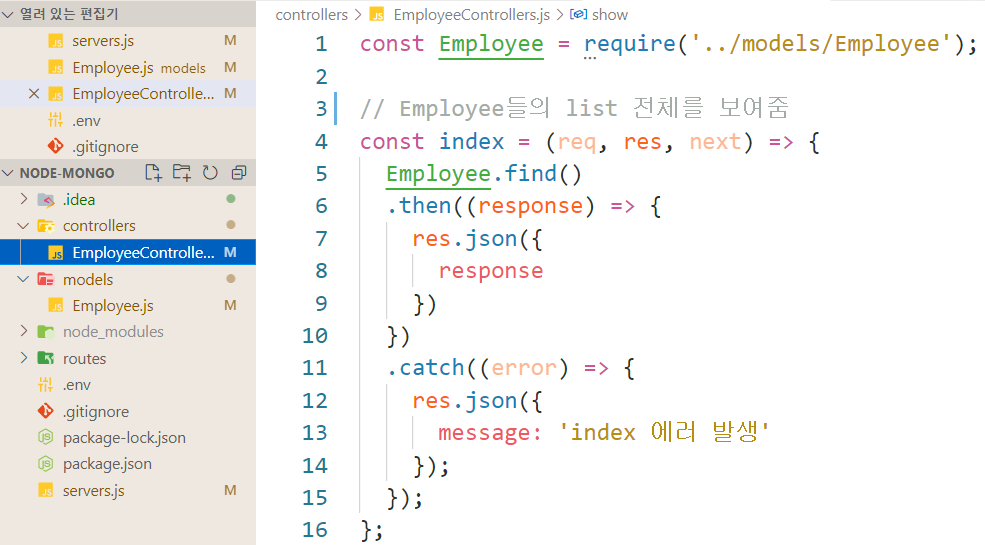 열려 있는 편집기
servers.js M
Employee.js models M
EmployeeControlle... M
.env
.gitignore
NODE-MONGO
.idea
controllers
EmployeeControlle... M
models
Employee.js M
node_modules
routes
.env
.gitignore
package-lock.json
package.json
servers.js M
controllers > JS EmployeeControllers.js > show
1 const Employee = require('../models/Employee');
2
3 // Employee들의 list 전체를 보여줌
4 const index = (req, res, next) => {
5 Employee.find()
6 .then((response) => {
7 res.json({
8 response
9 })
10 })
11 .catch((error) => {
12 res.json({
13 message: 'index 에러 발생'
14 });
15 });
16 };